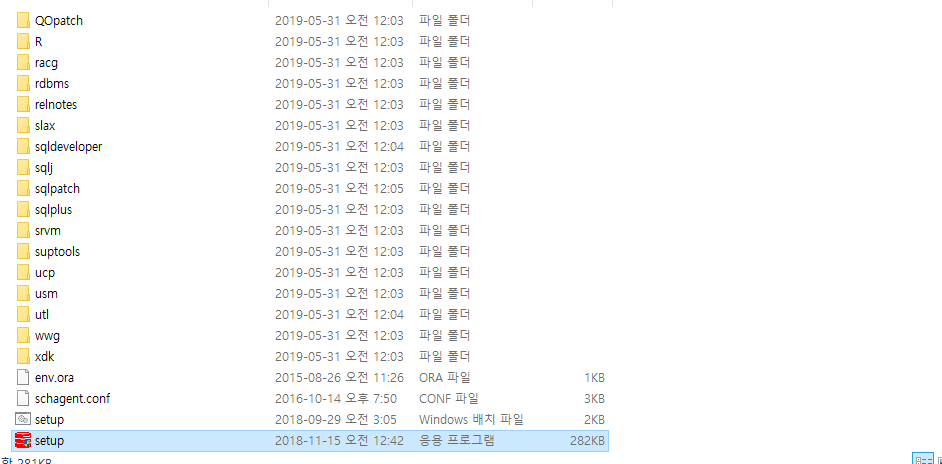 QOpatch 2019-05-31 오전 12:03 파일 폴더
R 2019-05-31 오전 12:03 파일 폴더
racg 2019-05-31 오전 12:03 파일 폴더
rdbms 2019-05-31 오전 12:03 파일 폴더
relnotes 2019-05-31 오전 12:03 파일 폴더
slax 2019-05-31 오전 12:03 파일 폴더
sqldeveloper 2019-05-31 오전 12:04 파일 폴더
sqlj 2019-05-31 오전 12:03 파일 폴더
sqlpatch 2019-05-31 오전 12:05 파일 폴더
sqlplus 2019-05-31 오전 12:03 파일 폴더
srvm 2019-05-31 오전 12:03 파일 폴더
suptools 2019-05-31 오전 12:03 파일 폴더
ucp 2019-05-31 오전 12:03 파일 폴더
usm 2019-05-31 오전 12:03 파일 폴더
utl 2019-05-31 오전 12:04 파일 폴더
wwg 2019-05-31 오전 12:03 파일 폴더
xdk 2019-05-31 오전 12:03 파일 폴더
env.ora 2015-08-26 오전 11:26 ORA 파일 1KB
schagent.conf 2016-10-14 오후 7:50 CONF 파일 3KB
setup 2018-09-29 오전 3:05 Windows 배치 파일 2KB
setup 2018-11-15 오전 12:42 응용 프로그램 282KB
함 281KB